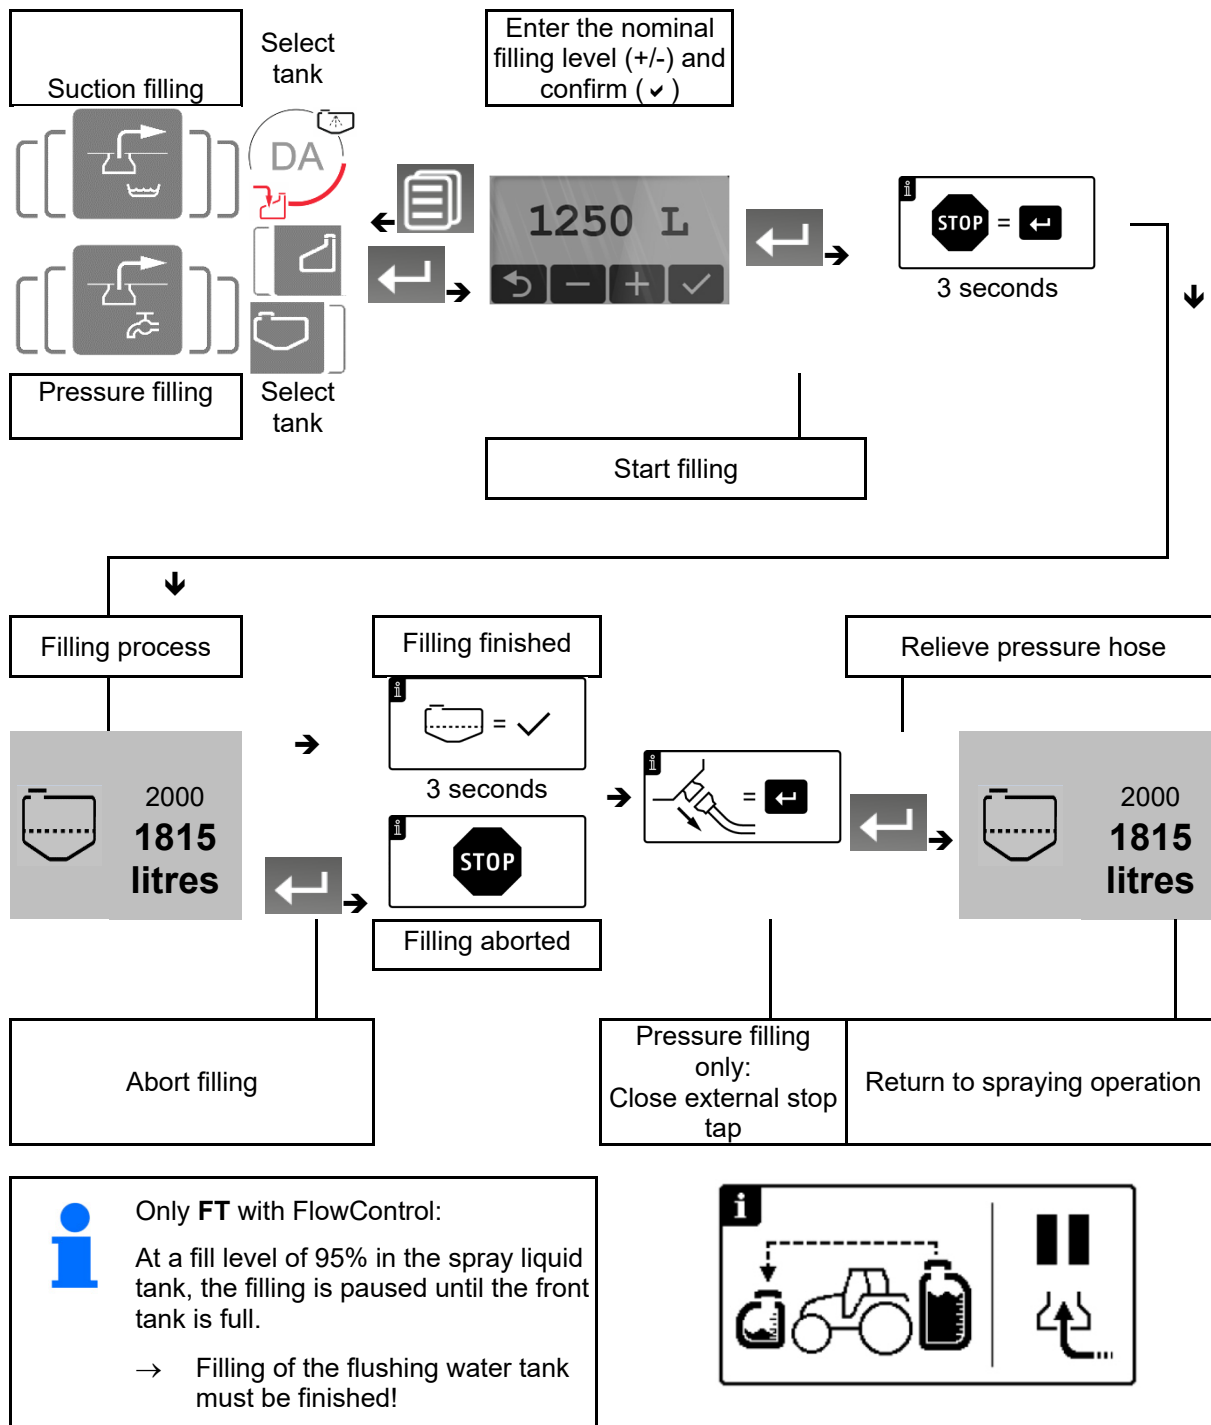 Suction filling
Select
tank
Enter the nominal
filling level (+/-) and
confirm (✓)
DA
1250 L
STOP =
3 seconds
Pressure filling
Select
tank
Start filling
Filling process
Filling finished
Relieve pressure hose
=
3 seconds
2000
1815
litres
STOP
=
2000
1815
litres
Filling aborted
Abort filling
Pressure filling
only:
Close external stop
tap
Return to spraying operation
Only FT with FlowControl:
At a fill level of 95% in the spray liquid
tank, the filling is paused until the front
tank is full.
→ Filling of the flushing water tank
must be finished!